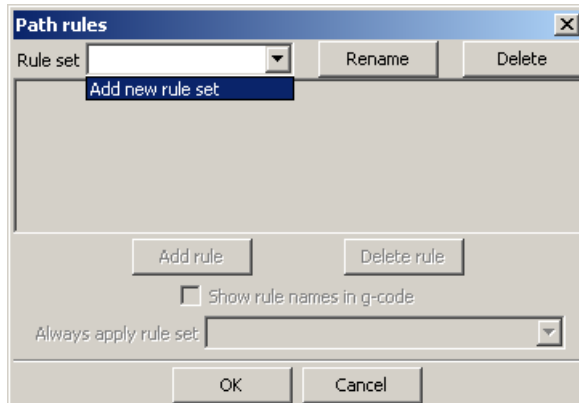 Path rules
Rule set Rename Delete
Add new rule set
Add rule Delete rule
Show rule names in g-code
Always apply rule set
OK Cancel